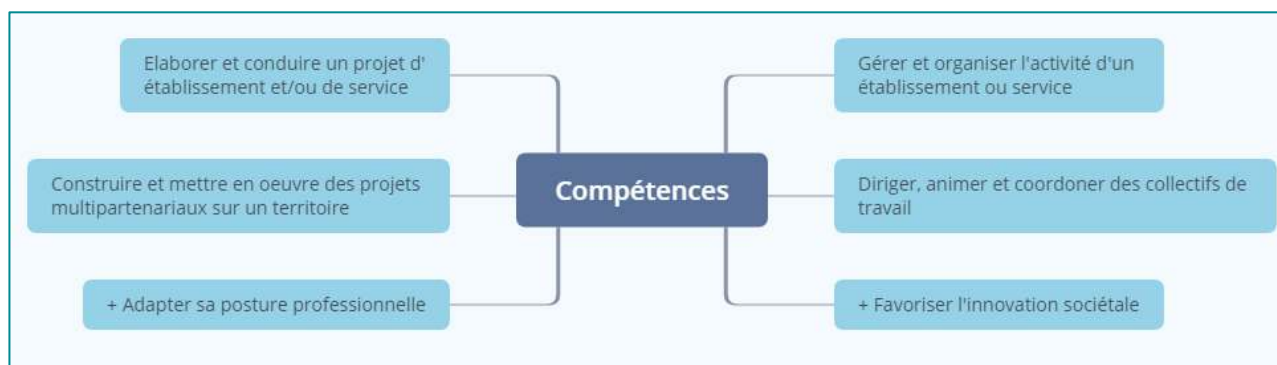 Elaborer et conduire un projet d'
établissement et/ou de service
Construire et mettre en oeuvre des projets
multipartenariaux sur un territoire
+ Adapter sa posture professionnelle
Compétences
Gérer et organiser l'activité d'un
établissement ou service
Diriger, animer et coordoner des collectifs de
travail
+ Favoriser l'innovation sociétale